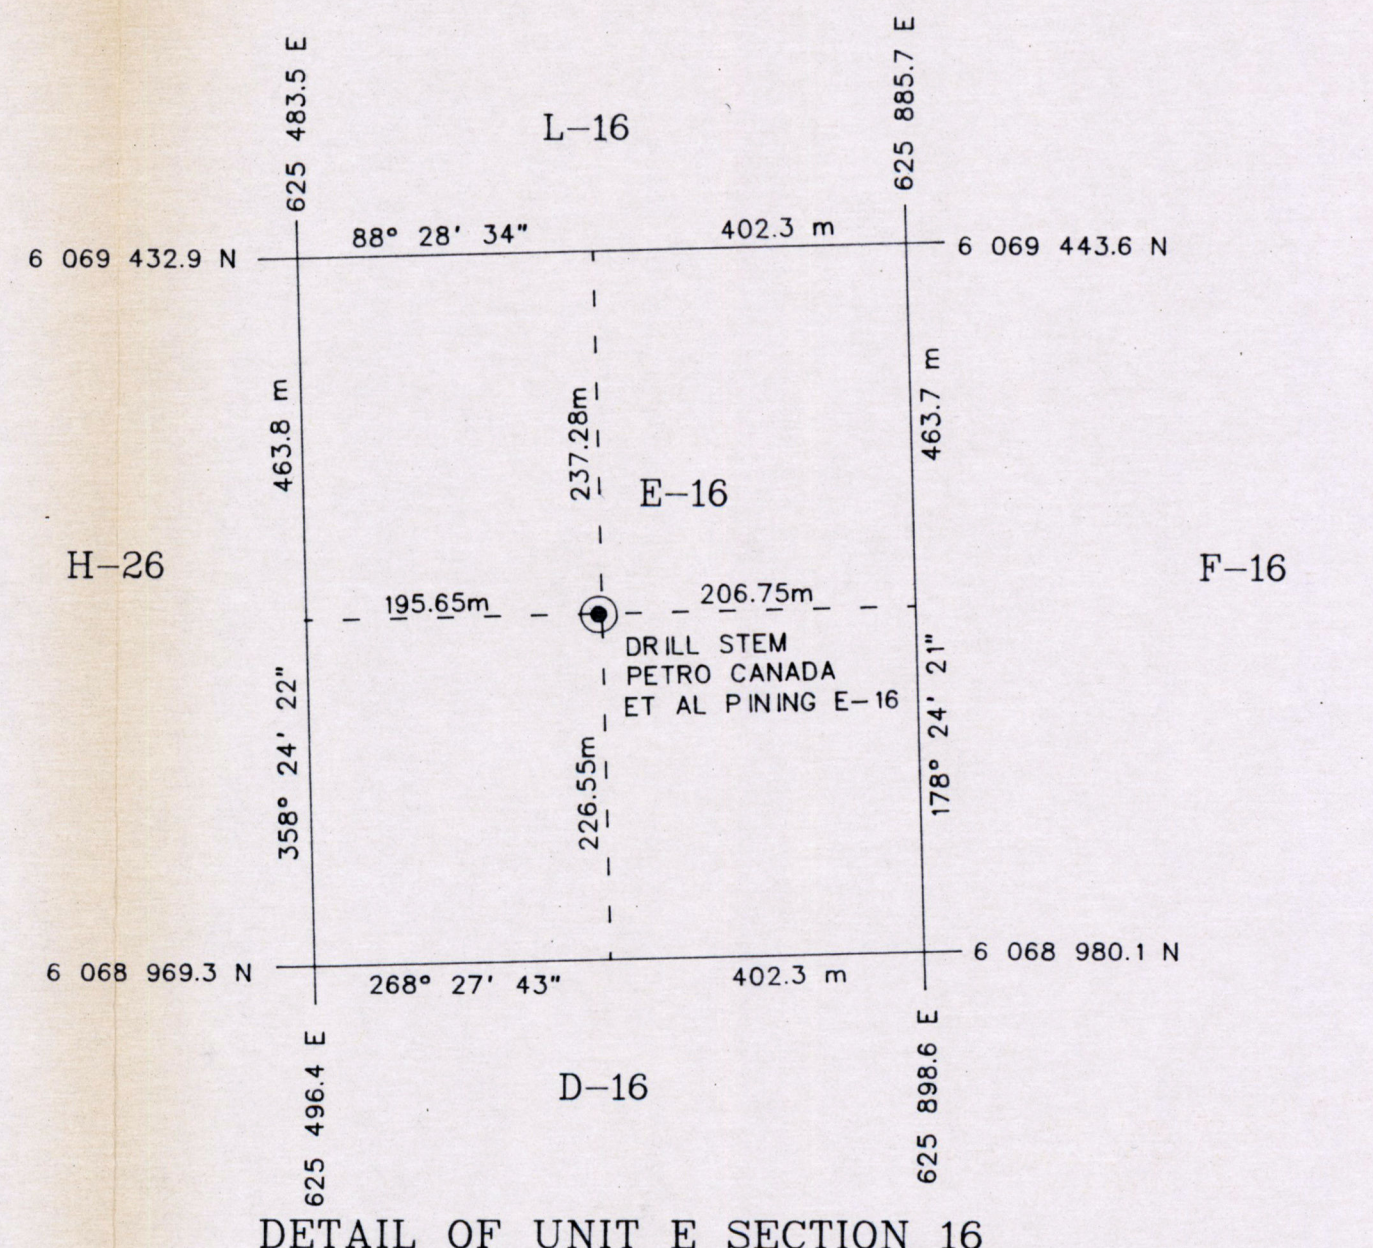 625 483.5 E
625 885.7 E
L-16
88° 28' 34"
402.3 m
6 069 432.9 N
6 069 443.6 N
463.8 m
237.28m
463.7 m
E-16
H-26
F-16
195.65m
206.75m
DRILL STEM
PETRO CANADA
ET AL PINING E-16
358° 24' 22"
226.55m
178° 24' 21"
6 068 969.3 N
268° 27' 43"
402.3 m
6 068 980.1 N
625 496.4 E
D-16
625 898.6 E
DETAIL OF UNIT E SECTION 16